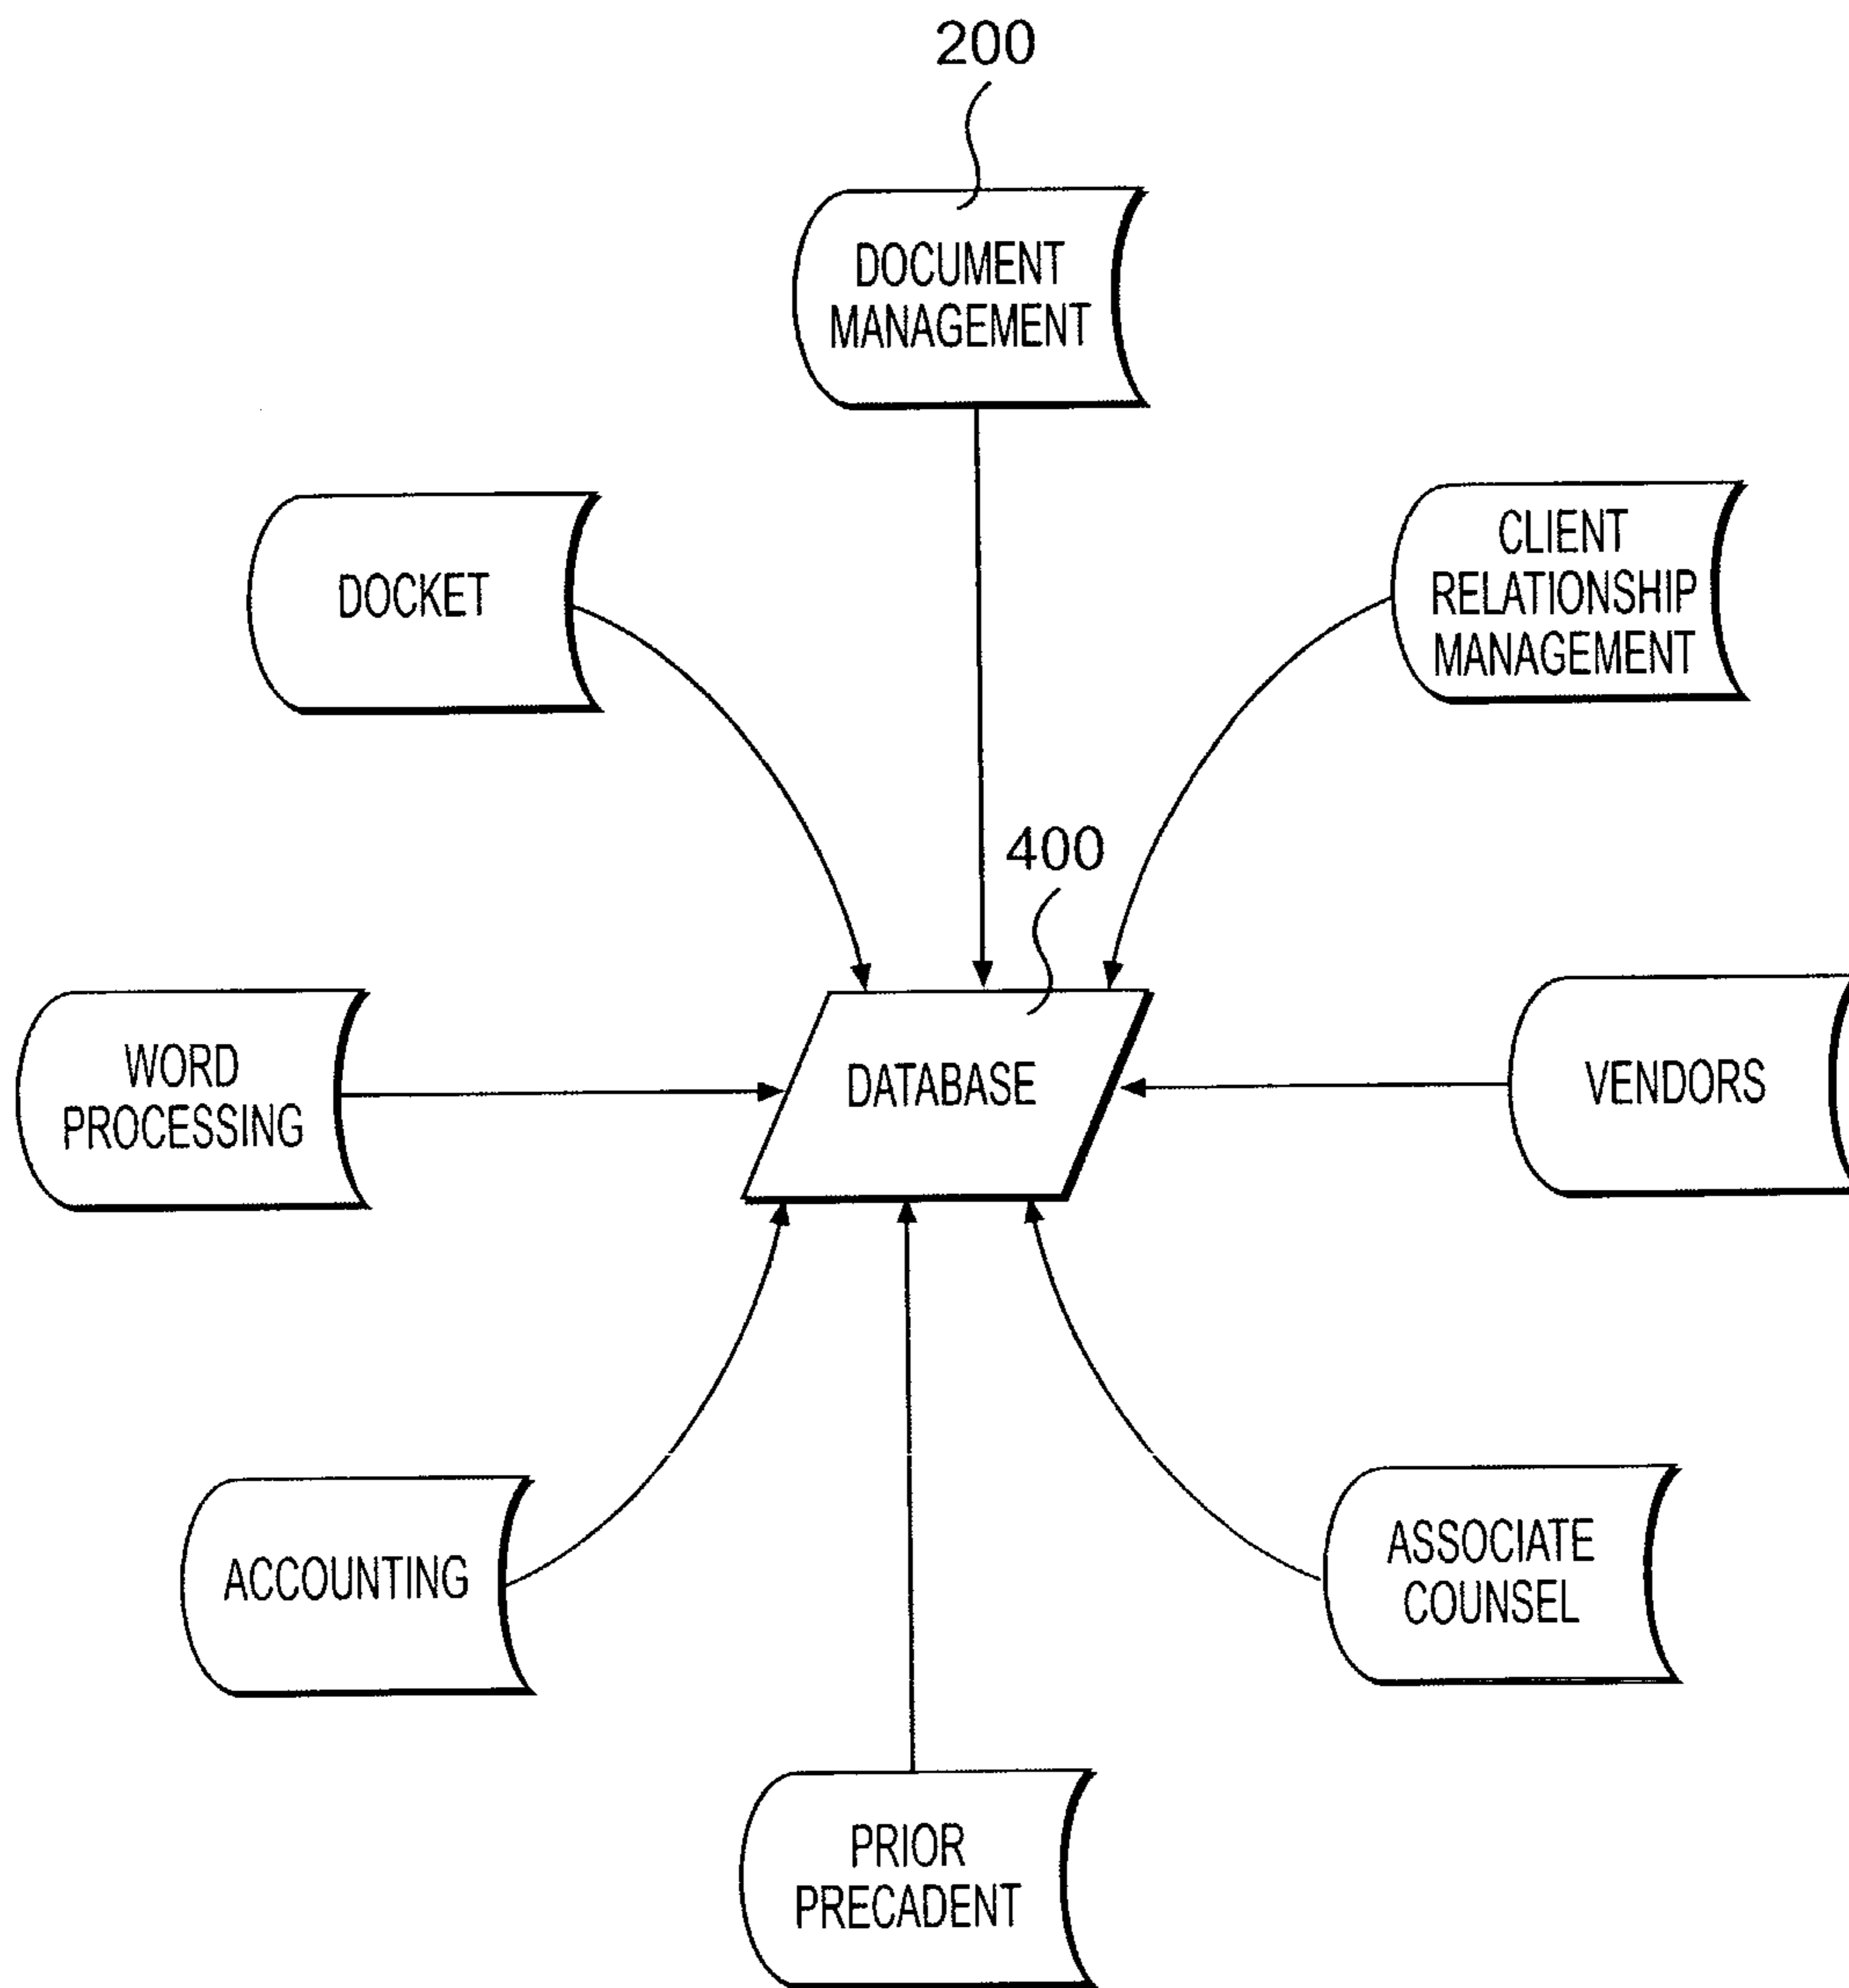 200
DOCUMENT
MANAGEMENT
DOCKET
CLIENT
RELATIONSHIP
MANAGEMENT
400
WORD
PROCESSING
DATABASE
VENDORS
ACCOUNTING
ASSOCIATE
COUNSEL
PRIOR
PRECADENT